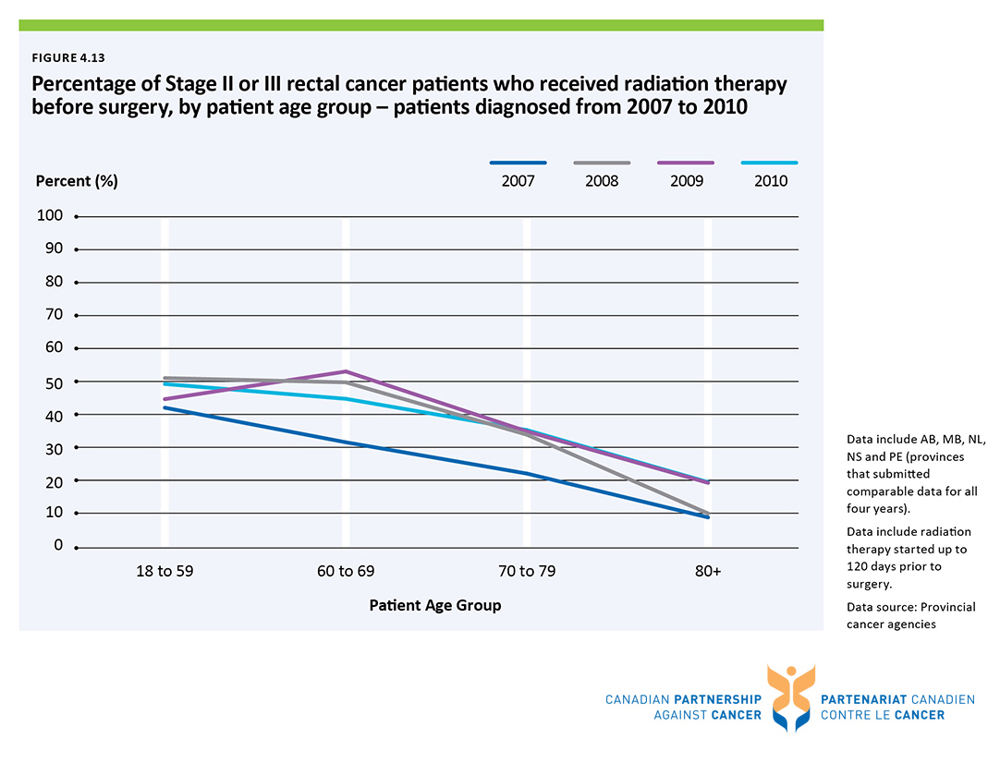 FIGURE 4.13
Percentage of Stage II or III rectal cancer patients who received radiation therapy
before surgery, by patient age group – patients diagnosed from 2007 to 2010
Percent (%)
2007 2008 2009 2010
100
90
80
70
60
50
40
30
20
10
0
18 to 59 60 to 69 70 to 79 80+
Patient Age Group
Data include AB, MB, NL,
NS and PE (provinces
that submitted
comparable data for all
four years).
Data include radiation
therapy started up to
120 days prior to
surgery.
Data source: Provincial
cancer agencies
CANADIAN PARTNERSHIP
AGAINST CANCER
PARTENARIAT CANADIEN
CONTRE LE CANCER